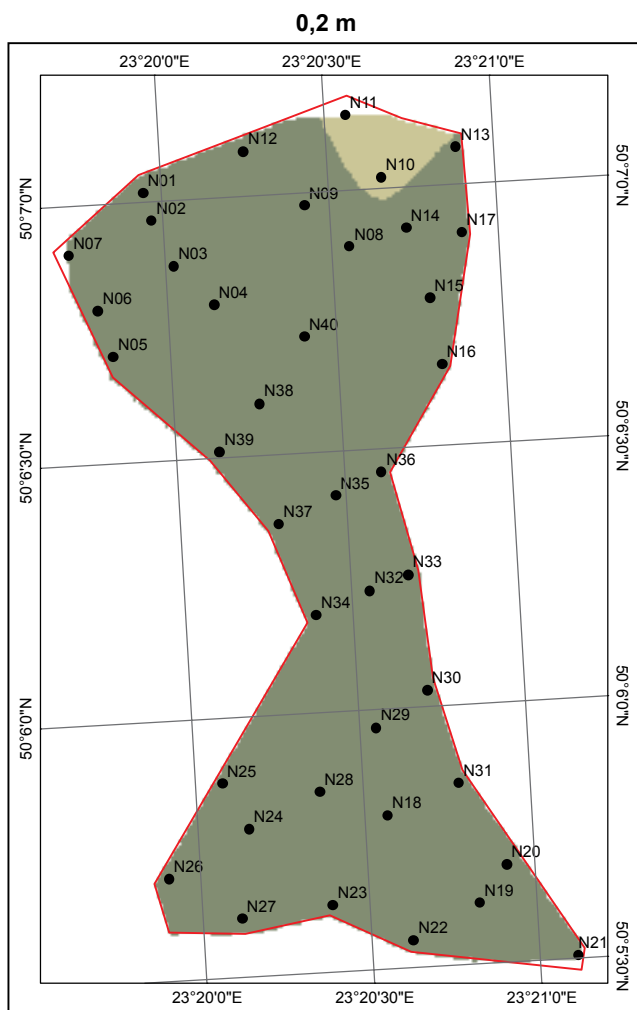 0,2 m
23°20'0"E 23°20'30"E 23°21'0"E
N11
N12 N13
N10
N01
50°7'0"N 50°7'0"N
N09
N02 N14 N17
N08
N07 N03
N04 N15
N06
N40
N05 N16
N38
N39
50°6'30"N 50°6'30"N
N36
N35
N37
N33
N32
N34
N30
50°6'0"N 50°6'0"N
N29
N25 N31
N28
N18
N24
N20
N26
N19
N23
N27
N22 N21
50°5'30"N
23°20'0"E 23°20'30"E 23°21'0"E